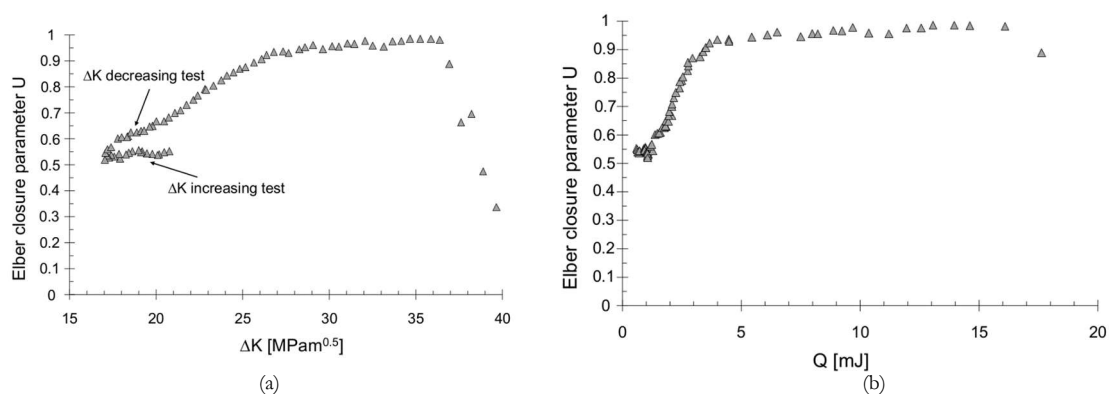 1
0.9
0.8
0.7
0.6
0.5
0.4
0.3
0.2
0.1
0
Elber closure parameter U
ΔK decreasing test
ΔK increasing test
15 20 25 30 35 40
ΔK [MPam^0.5]
(a)
1
0.9
0.8
0.7
0.6
0.5
0.4
0.3
0.2
0.1
0
Elber closure parameter U
0 5 10 15 20
Q [mJ]
(b)